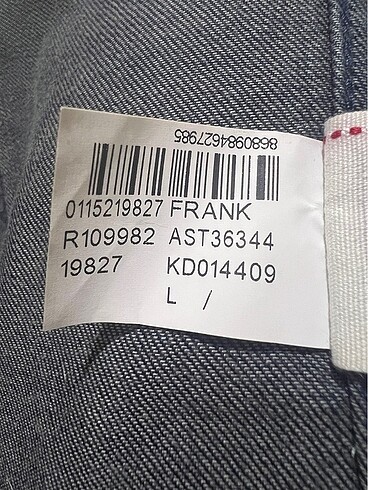 8680984627985
0115219827 FRANK
R109982 AST36344
19827 KD014409
L /